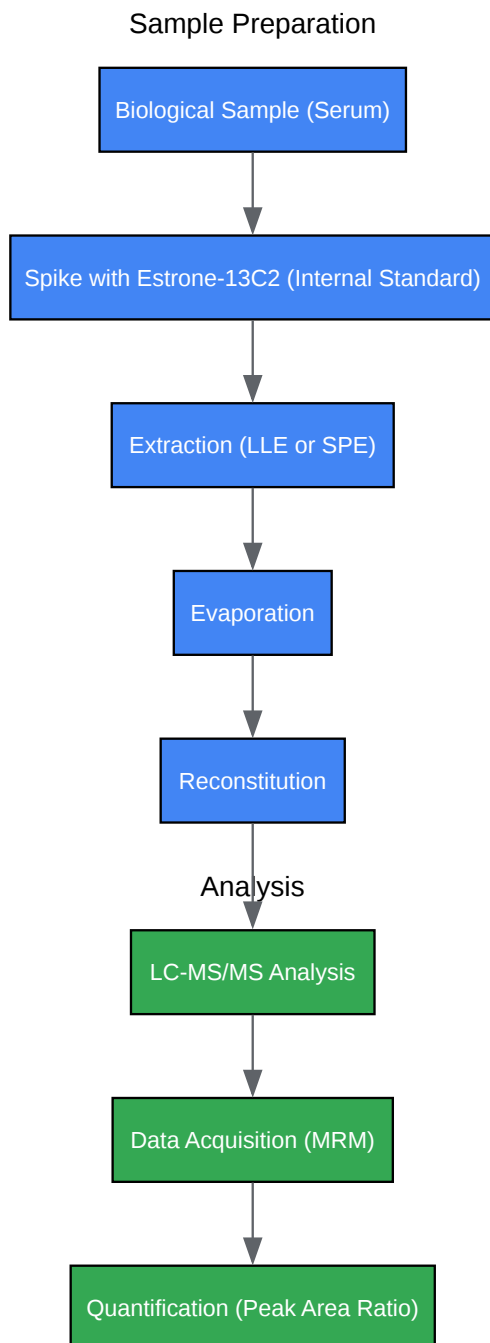 Sample Preparation
Biological Sample (Serum)
Spike with Estrone-13C2 (Internal Standard)
Extraction (LLE or SPE)
Evaporation
Reconstitution
Analysis
LC-MS/MS Analysis
Data Acquisition (MRM)
Quantification (Peak Area Ratio)